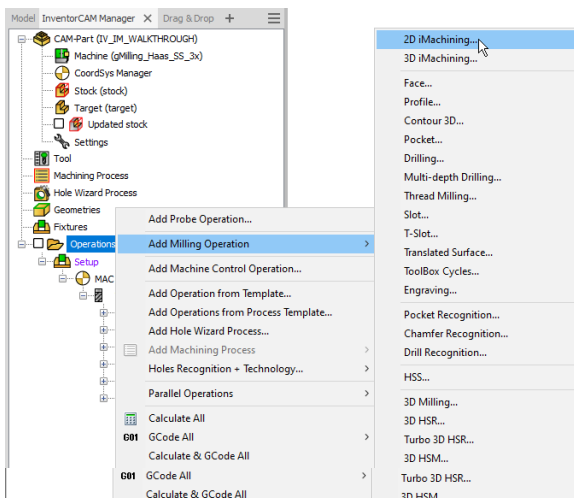 Model InventorCAM Manager × Drag & Drop +
CAM-Part (IV_IM_WALKTHROUGH)
Machine (gMilling_Haas_SS_3x)
CoordSys Manager
Stock (stock)
Target (target)
Updated stock
Settings
Tool
Machining Process
Hole Wizard Process
Geometries
Fixtures
Operations
Setup
MAC
Add Probe Operation...
Add Milling Operation
Add Machine Control Operation...
Add Operation from Template...
Add Operations from Process Template...
Add Hole Wizard Process...
Add Machining Process
Holes Recognition + Technology...
Parallel Operations
Calculate All
G01 GCode All
Calculate & GCode All
G01 GCode All
Calculate & GCode All
2D iMachining...
3D iMachining...
Face...
Profile...
Contour 3D...
Pocket...
Drilling...
Multi-depth Drilling...
Thread Milling...
Slot...
T-Slot...
Translated Surface...
ToolBox Cycles...
Engraving...
Pocket Recognition...
Chamfer Recognition...
Drill Recognition...
HSS...
3D Milling...
3D HSR...
Turbo 3D HSR...
3D HSM...
Turbo 3D HSR...
3D HSM